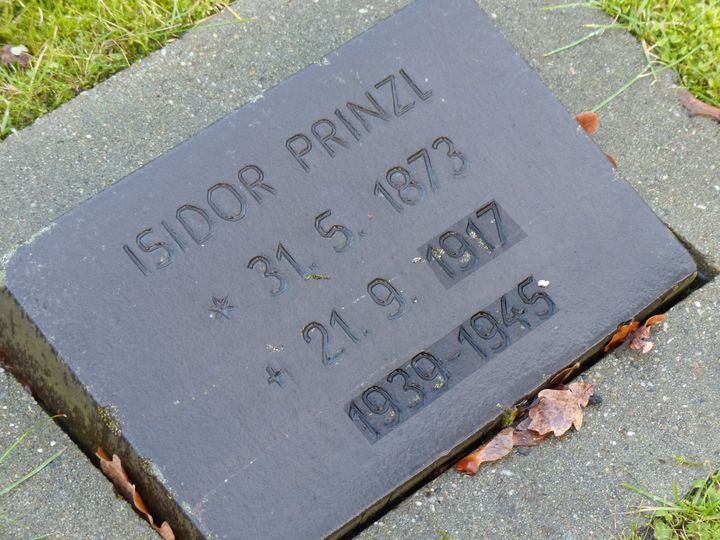 ISIDOR PRINZL
* 31. 5. 1873
+ 21. 9. 1917
1939-1945